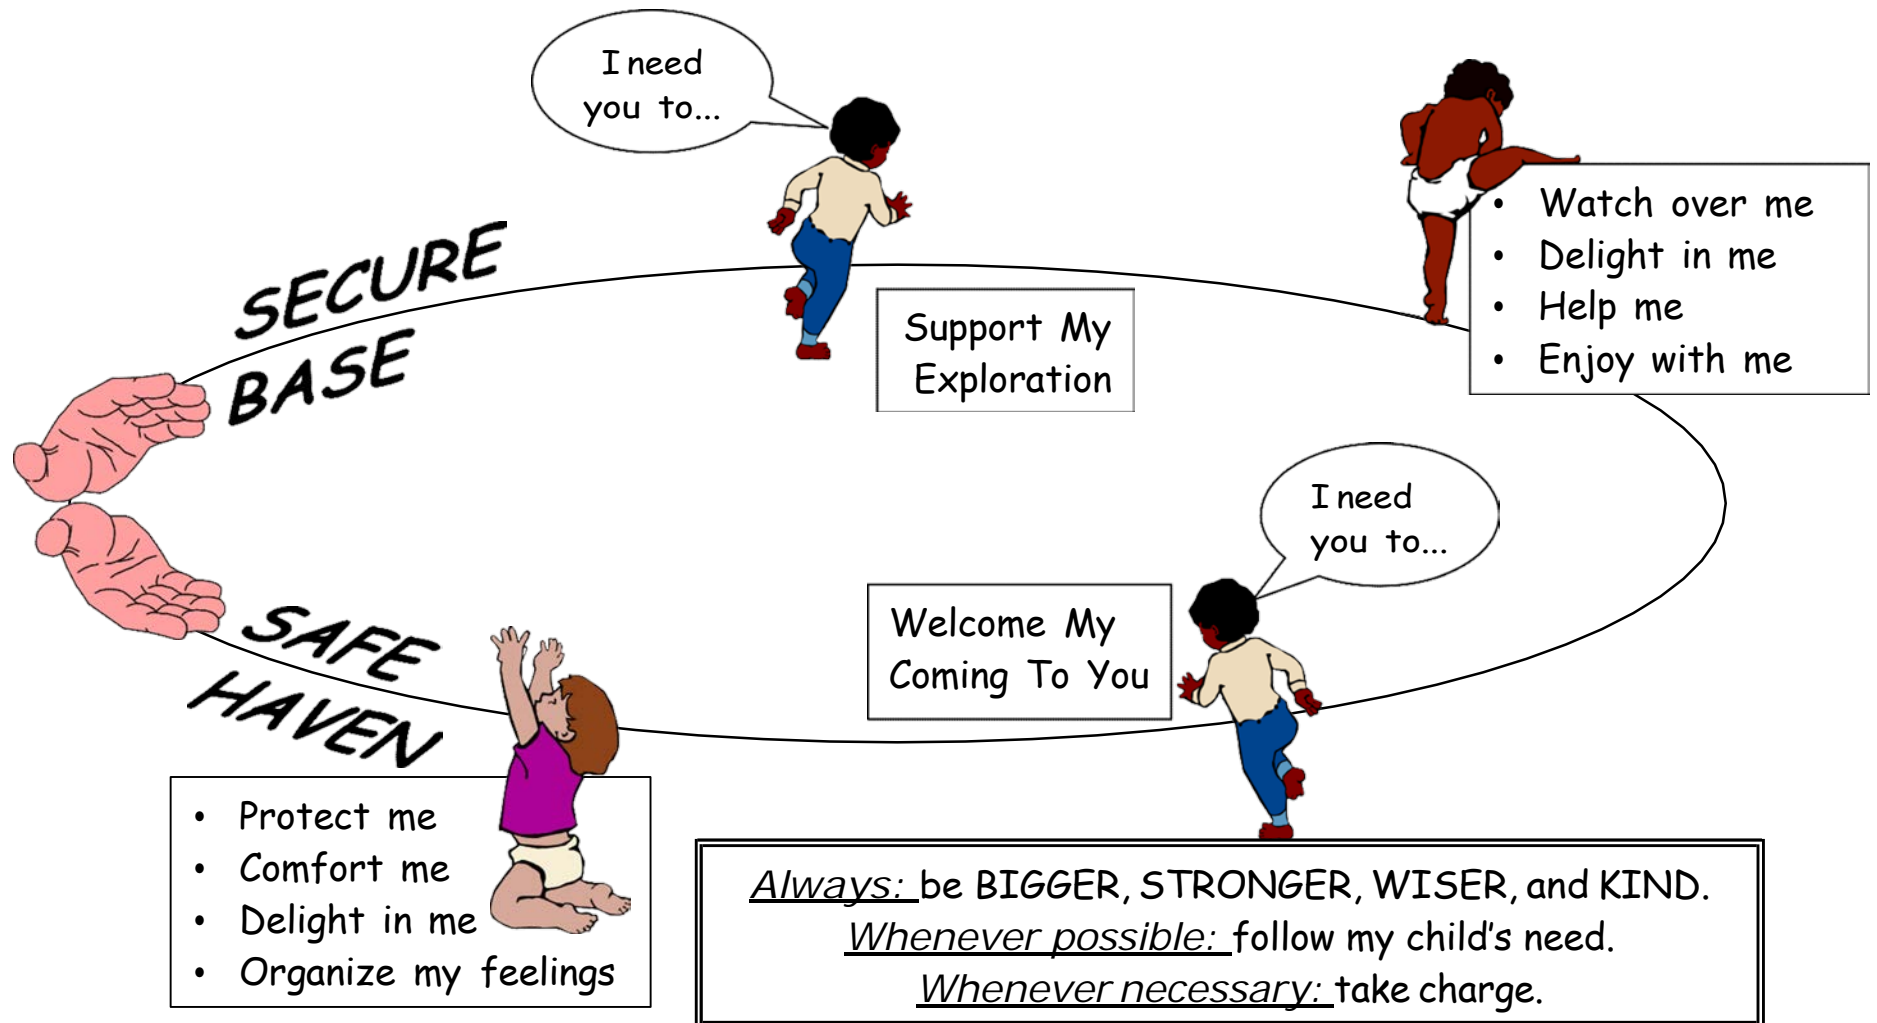 I need
you to...
SECURE
BASE
Support My
Exploration
• Watch over me
• Delight in me
• Help me
• Enjoy with me
I need
you to...
Welcome My
Coming To You
SAFE
HAVEN
• Protect me
• Comfort me
• Delight in me
• Organize my feelings
Always: be BIGGER, STRONGER, WISER, and KIND.
Whenever possible: follow my child's need.
Whenever necessary: take charge.